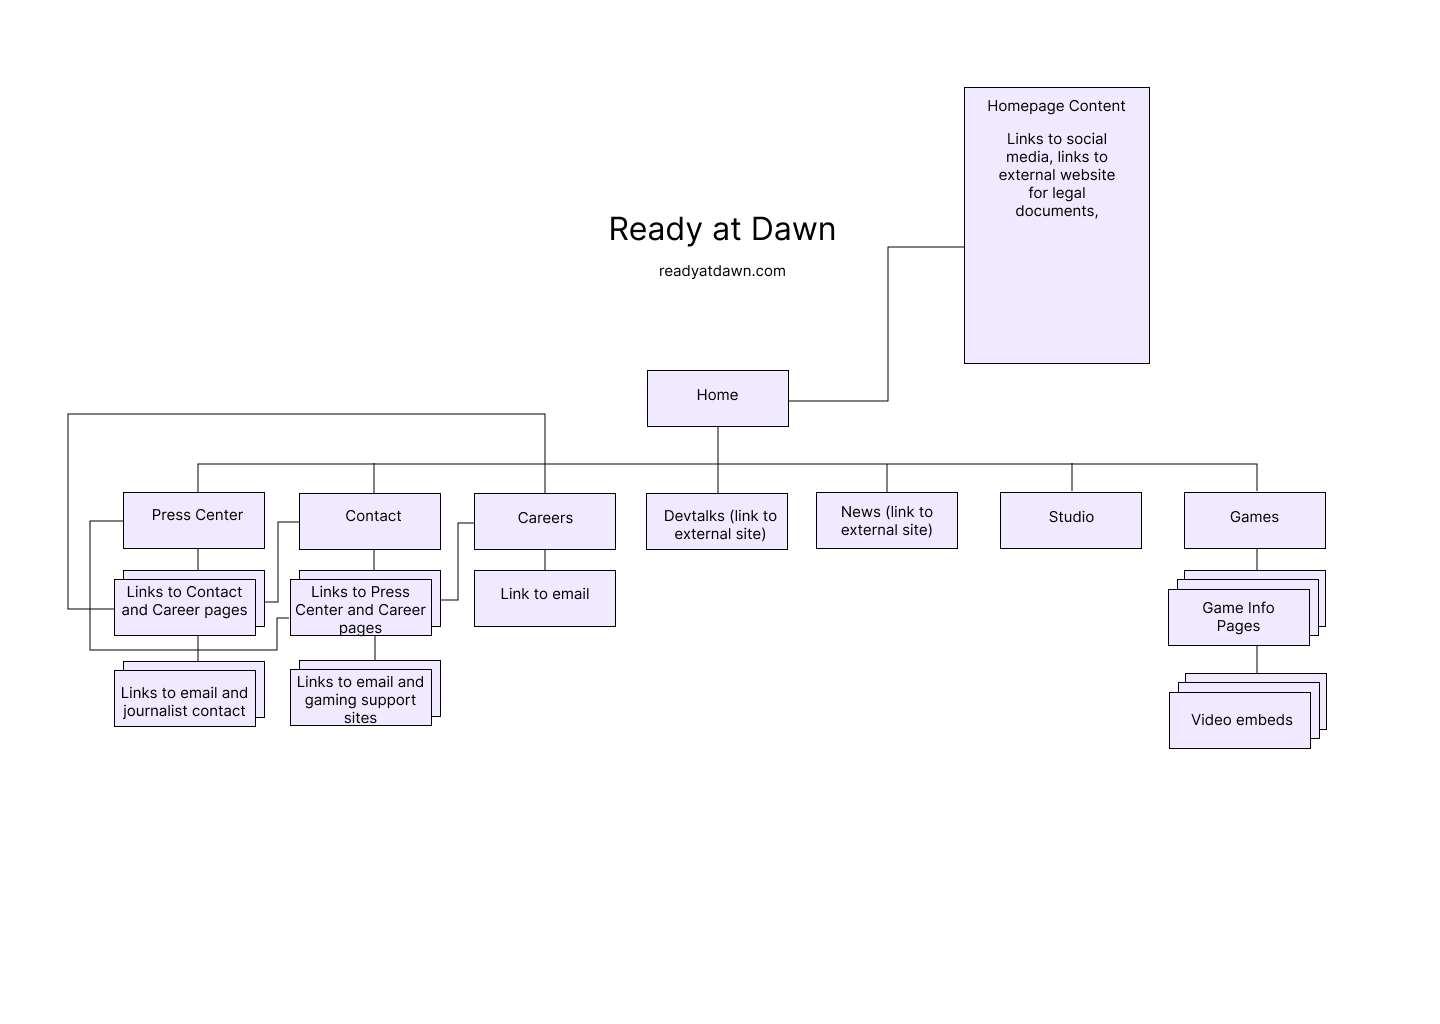 Homepage Content
Links to social
media, links to
external website
for legal
documents,
Ready at Dawn
readyatdawn.com
Home
Press Center
Contact
Careers
Devtalks (link to
external site)
News (link to
external site)
Studio
Games
Links to Contact
and Career pages
Links to Press
Center and Career
pages
Link to email
Game Info
Pages
Links to email and
journalist contact
Links to email and
gaming support
sites
Video embeds